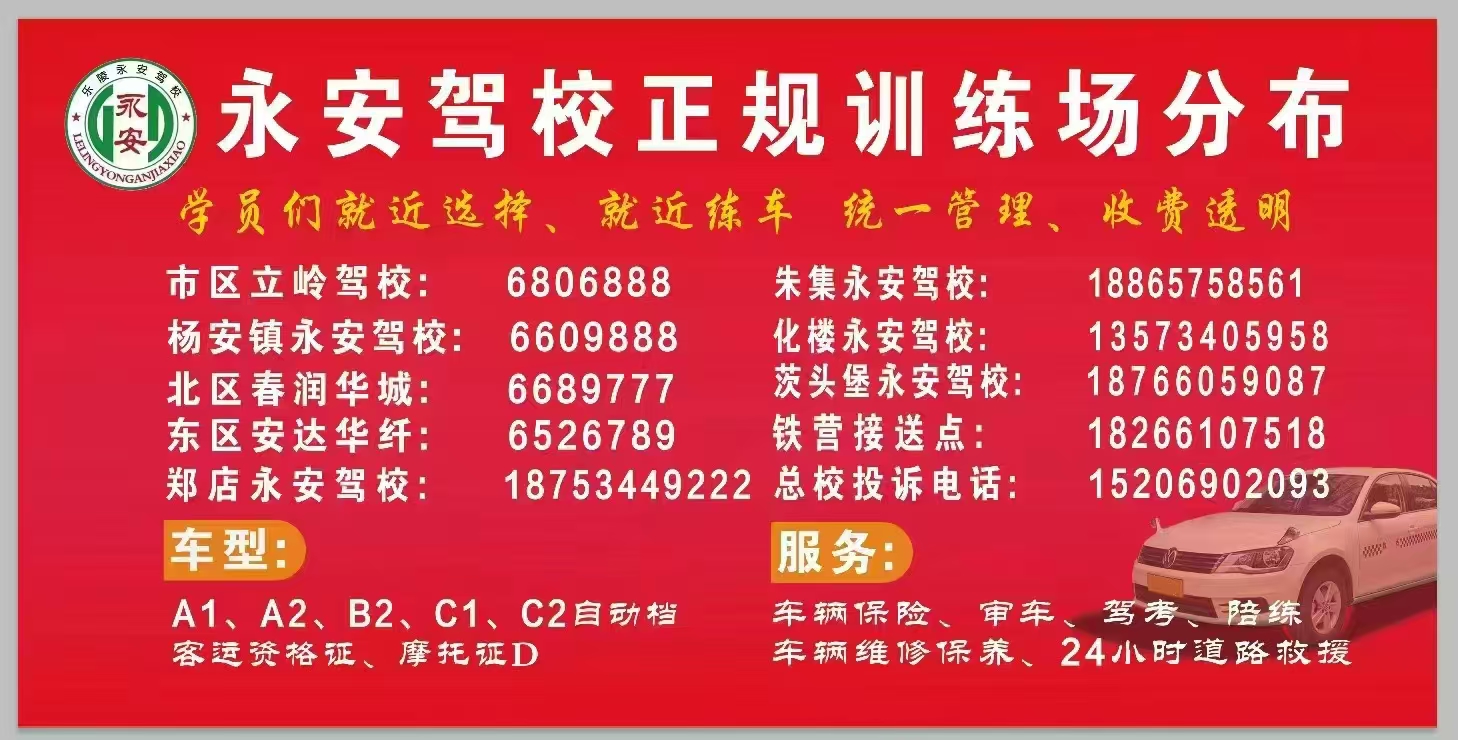 乐陵永安驾校
永安
LELINGYONGANJIAXIAO
永安驾校正规训练场分布
学员们就近选择、就近练车 统一管理、收费透明
市区立岭驾校: 6806888
杨安镇永安驾校: 6609888
北区春润华城: 6689777
东区安达华纤: 6526789
郑店永安驾校: 18753449222
朱集永安驾校: 18865758561
化楼永安驾校: 13573405958
茨头堡永安驾校: 18766059087
铁营接送点: 18266107518
总校投诉电话: 15206902093
车型:
A1、A2、B2、C1、C2自动档
客运资格证、摩托证D
服务:
车辆保险、审车、驾考、陪练
车辆维修保养、24小时道路救援